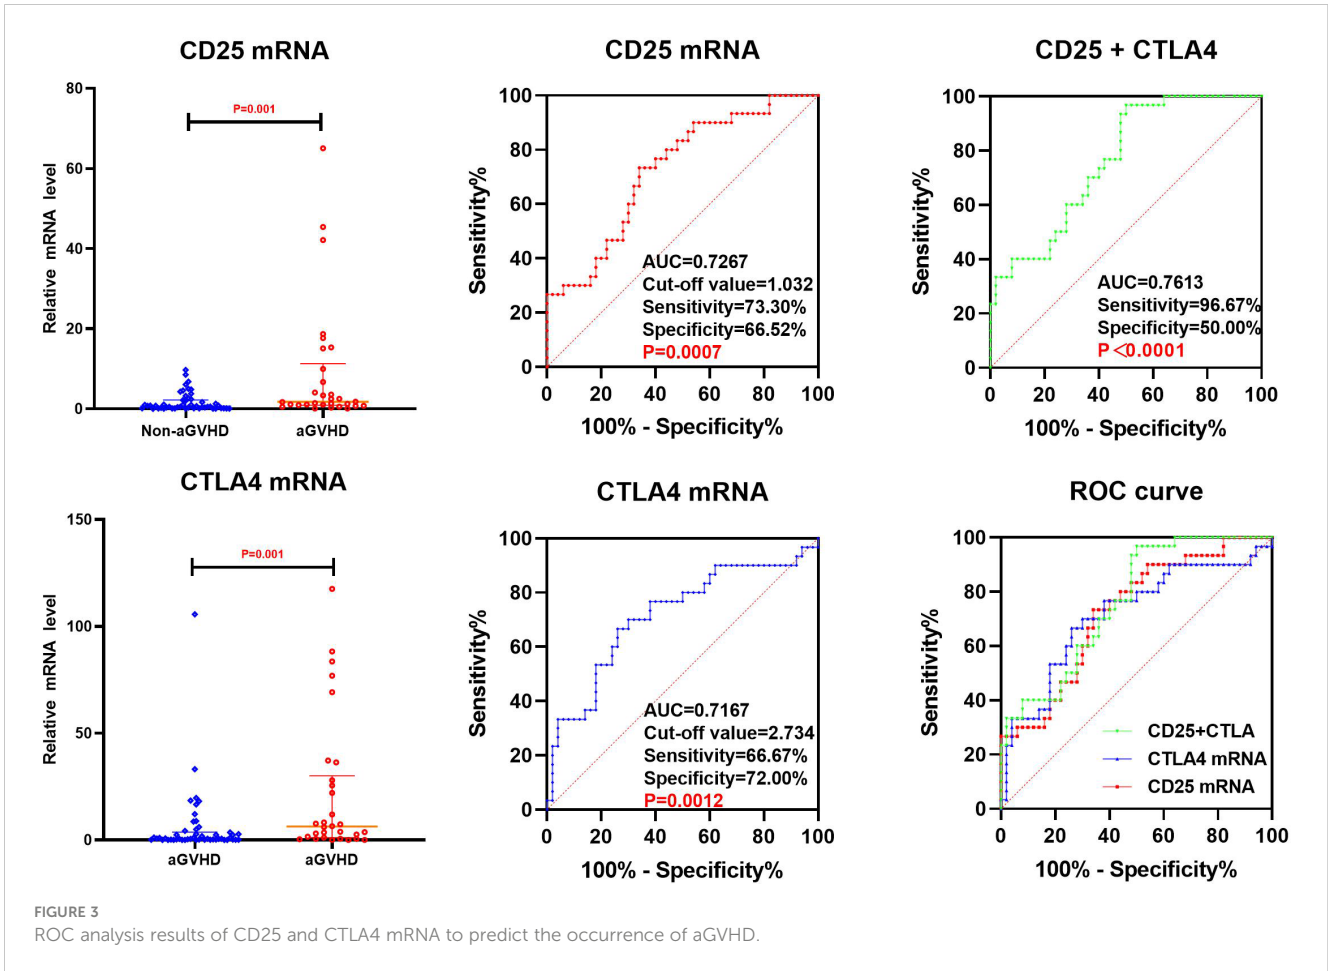 CD25 mRNA
80
60
40
20
0
Relative mRNA level
P=0.001
Non-aGVHD
aGVHD
CD25 mRNA
100
80
60
40
20
0
Sensitivity%
AUC=0.7267
Cut-off value=1.032
Sensitivity=73.30%
Specificity=66.52%
P=0.0007
0 20 40 60 80 100
100% - Specificity%
CD25 + CTLA4
100
80
60
40
20
0
Sensitivity%
AUC=0.7613
Sensitivity=96.67%
Specificity=50.00%
P<0.0001
0 20 40 60 80 100
100% - Specificity%
CTLA4 mRNA
150
100
50
0
Relative mRNA level
P=0.001
aGVHD
aGVHD
CTLA4 mRNA
100
80
60
40
20
0
Sensitivity%
AUC=0.7167
Cut-off value=2.734
Sensitivity=66.67%
Specificity=72.00%
P=0.0012
0 20 40 60 80 100
100% - Specificity%
ROC curve
100
80
60
40
20
0
Sensitivity%
CD25+CTLA
CTLA4 mRNA
CD25 mRNA
0 20 40 60 80 100
100% - Specificity%
FIGURE 3
ROC analysis results of CD25 and CTLA4 mRNA to predict the occurrence of aGVHD.